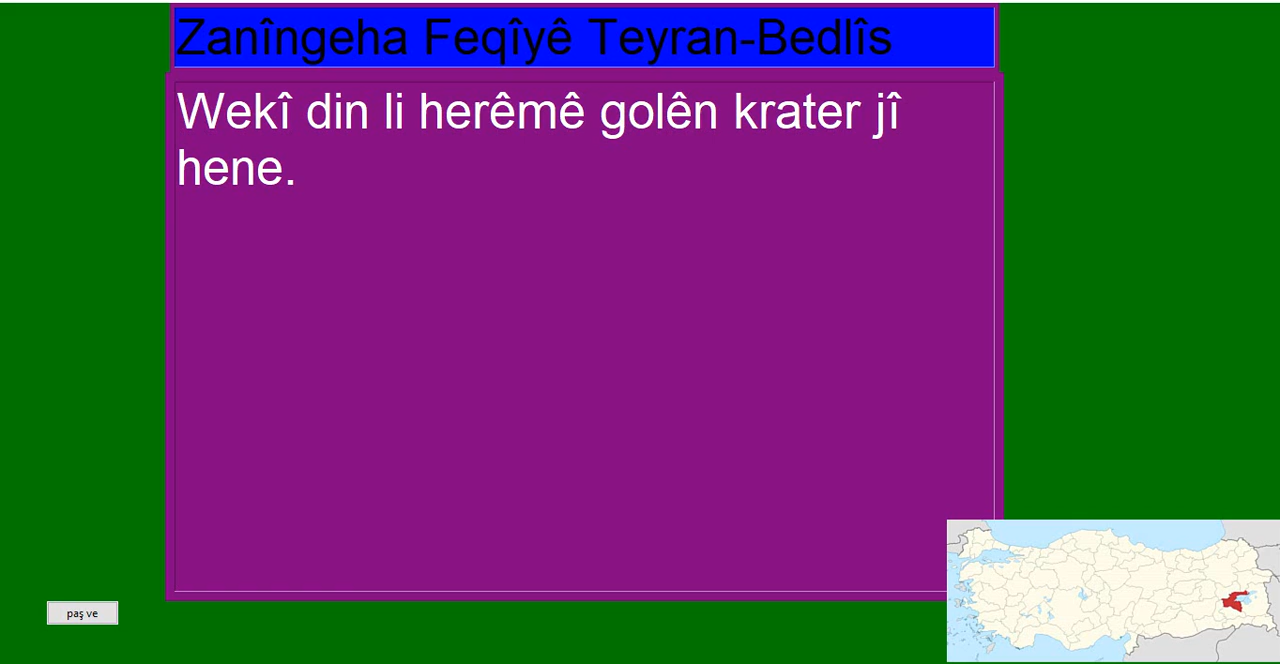 Zanîngeha Feqîyê Teyran-Bedlîs
Wekî din li herêmê golên krater jî
hene.
paş ve